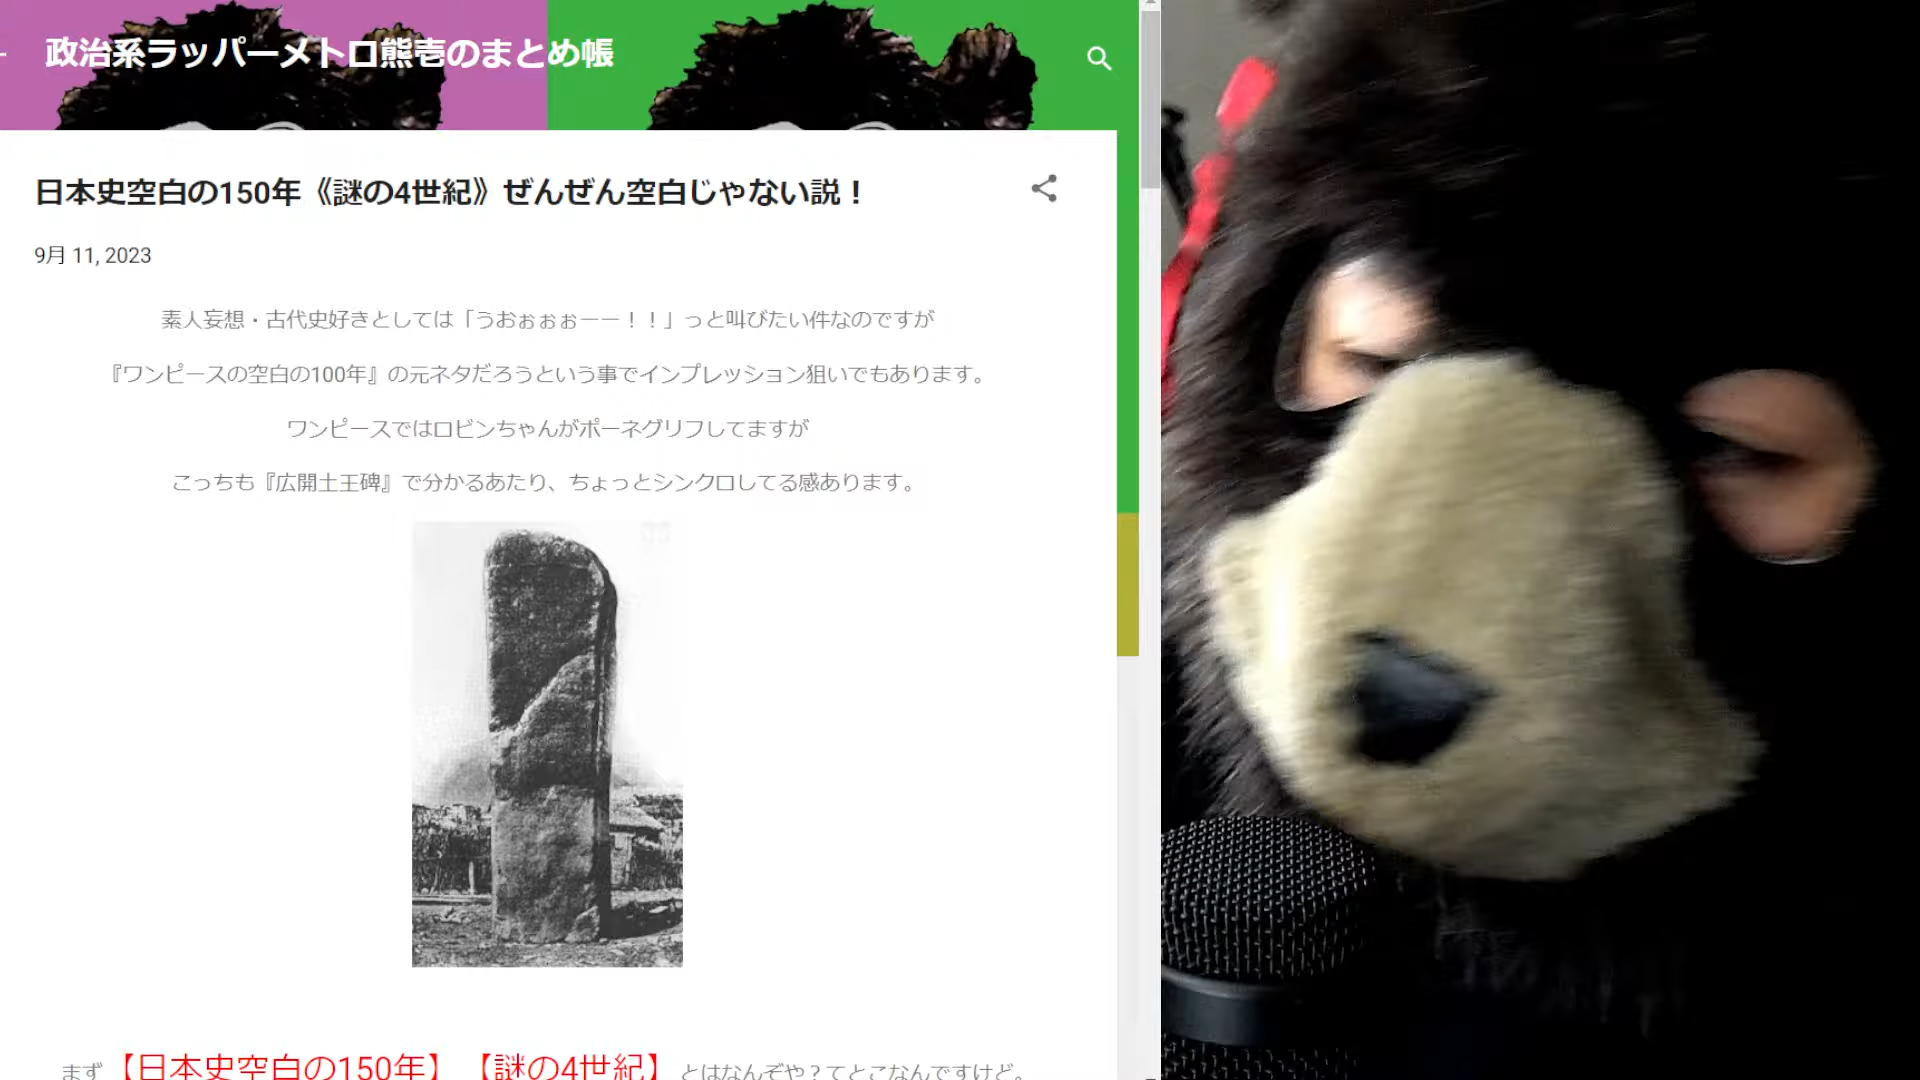 政治系ラッパーメトロ熊壱のまとめ帳
日本史空白の150年《謎の4世紀》ぜんぜん空白じゃない説！
9月 11, 2023
素人妄想・古代史好きとしては「うおぉぉぉーー！！」っと叫びたい件なのですが
『ワンピースの空白の100年』の元ネタだろうという事でインプレッション狙いでもあります。
ワンピースではロビンちゃんがポーネグリフしてますが
こっちも『広開土王碑』で分かるあたり、ちょっとシンクロしてる感あります。
まず【日本史空白の150年】【謎の4世紀】とはなんぞや？てとこなんですけど。